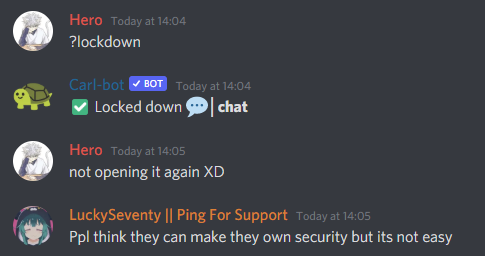 Hero Today at 14:04
?lockdown
Carl-bot ✓ BOT Today at 14:04
✅ Locked down 💬│chat
Hero Today at 14:05
not opening it again XD
LuckySeventy || Ping For Support Today at 14:05
Ppl think they can make they own security but its not easy